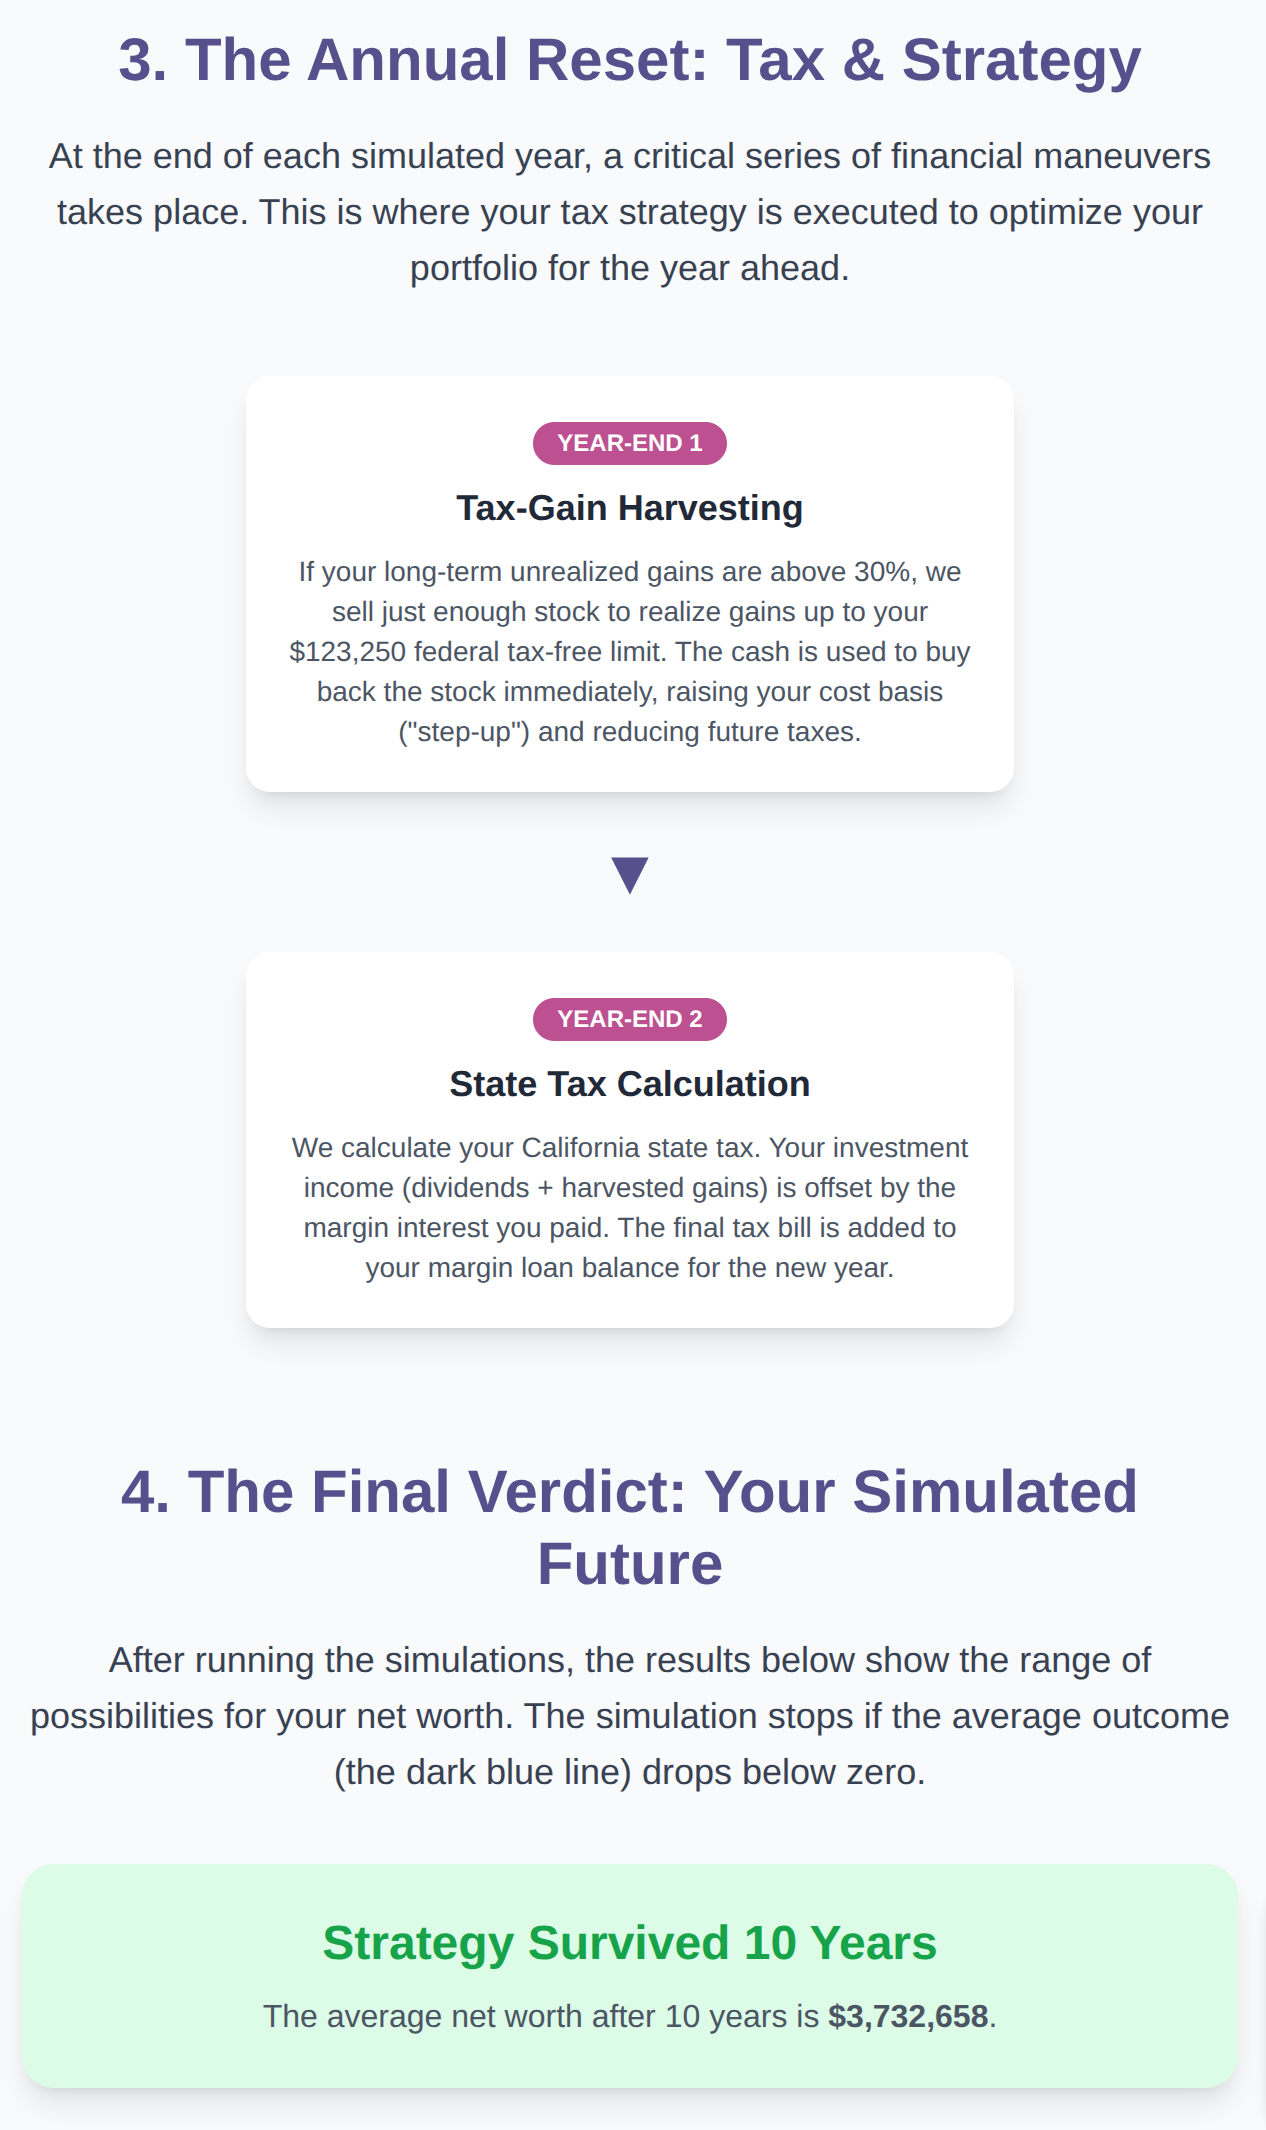 3. The Annual Reset: Tax & Strategy
At the end of each simulated year, a critical series of financial maneuvers
takes place. This is where your tax strategy is executed to optimize your
portfolio for the year ahead.
YEAR-END 1
Tax-Gain Harvesting
If your long-term unrealized gains are above 30%, we
sell just enough stock to realize gains up to your
$123,250 federal tax-free limit. The cash is used to buy
back the stock immediately, raising your cost basis
("step-up") and reducing future taxes.
YEAR-END 2
State Tax Calculation
We calculate your California state tax. Your investment
income (dividends + harvested gains) is offset by the
margin interest you paid. The final tax bill is added to
your margin loan balance for the new year.
4. The Final Verdict: Your Simulated
Future
After running the simulations, the results below show the range of
possibilities for your net worth. The simulation stops if the average outcome
(the dark blue line) drops below zero.
Strategy Survived 10 Years
The average net worth after 10 years is $3,732,658.